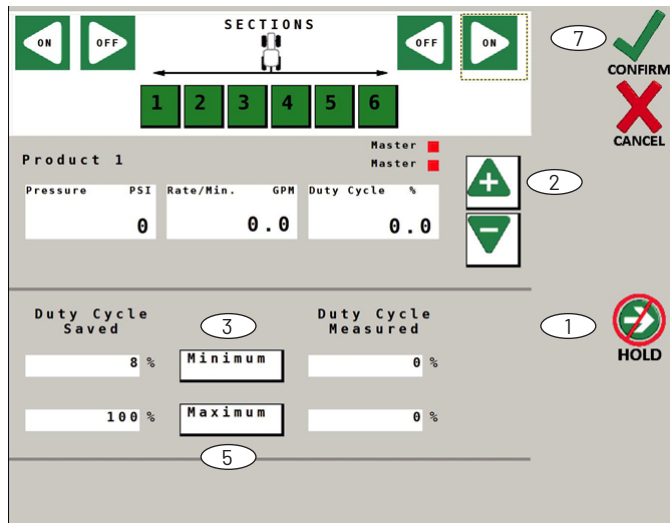 SECTIONS
ON OFF OFF ON
7
CONFIRM
1 2 3 4 5 6
CANCEL
Master
Product 1 Master
+ 2
Pressure PSI Rate/Min. GPM Duty Cycle %
0 0.0 0.0
-
Duty Cycle Duty Cycle
Saved 3 Measured 1
HOLD
8 % Minimum 0 %
100 % Maximum 0 %
5